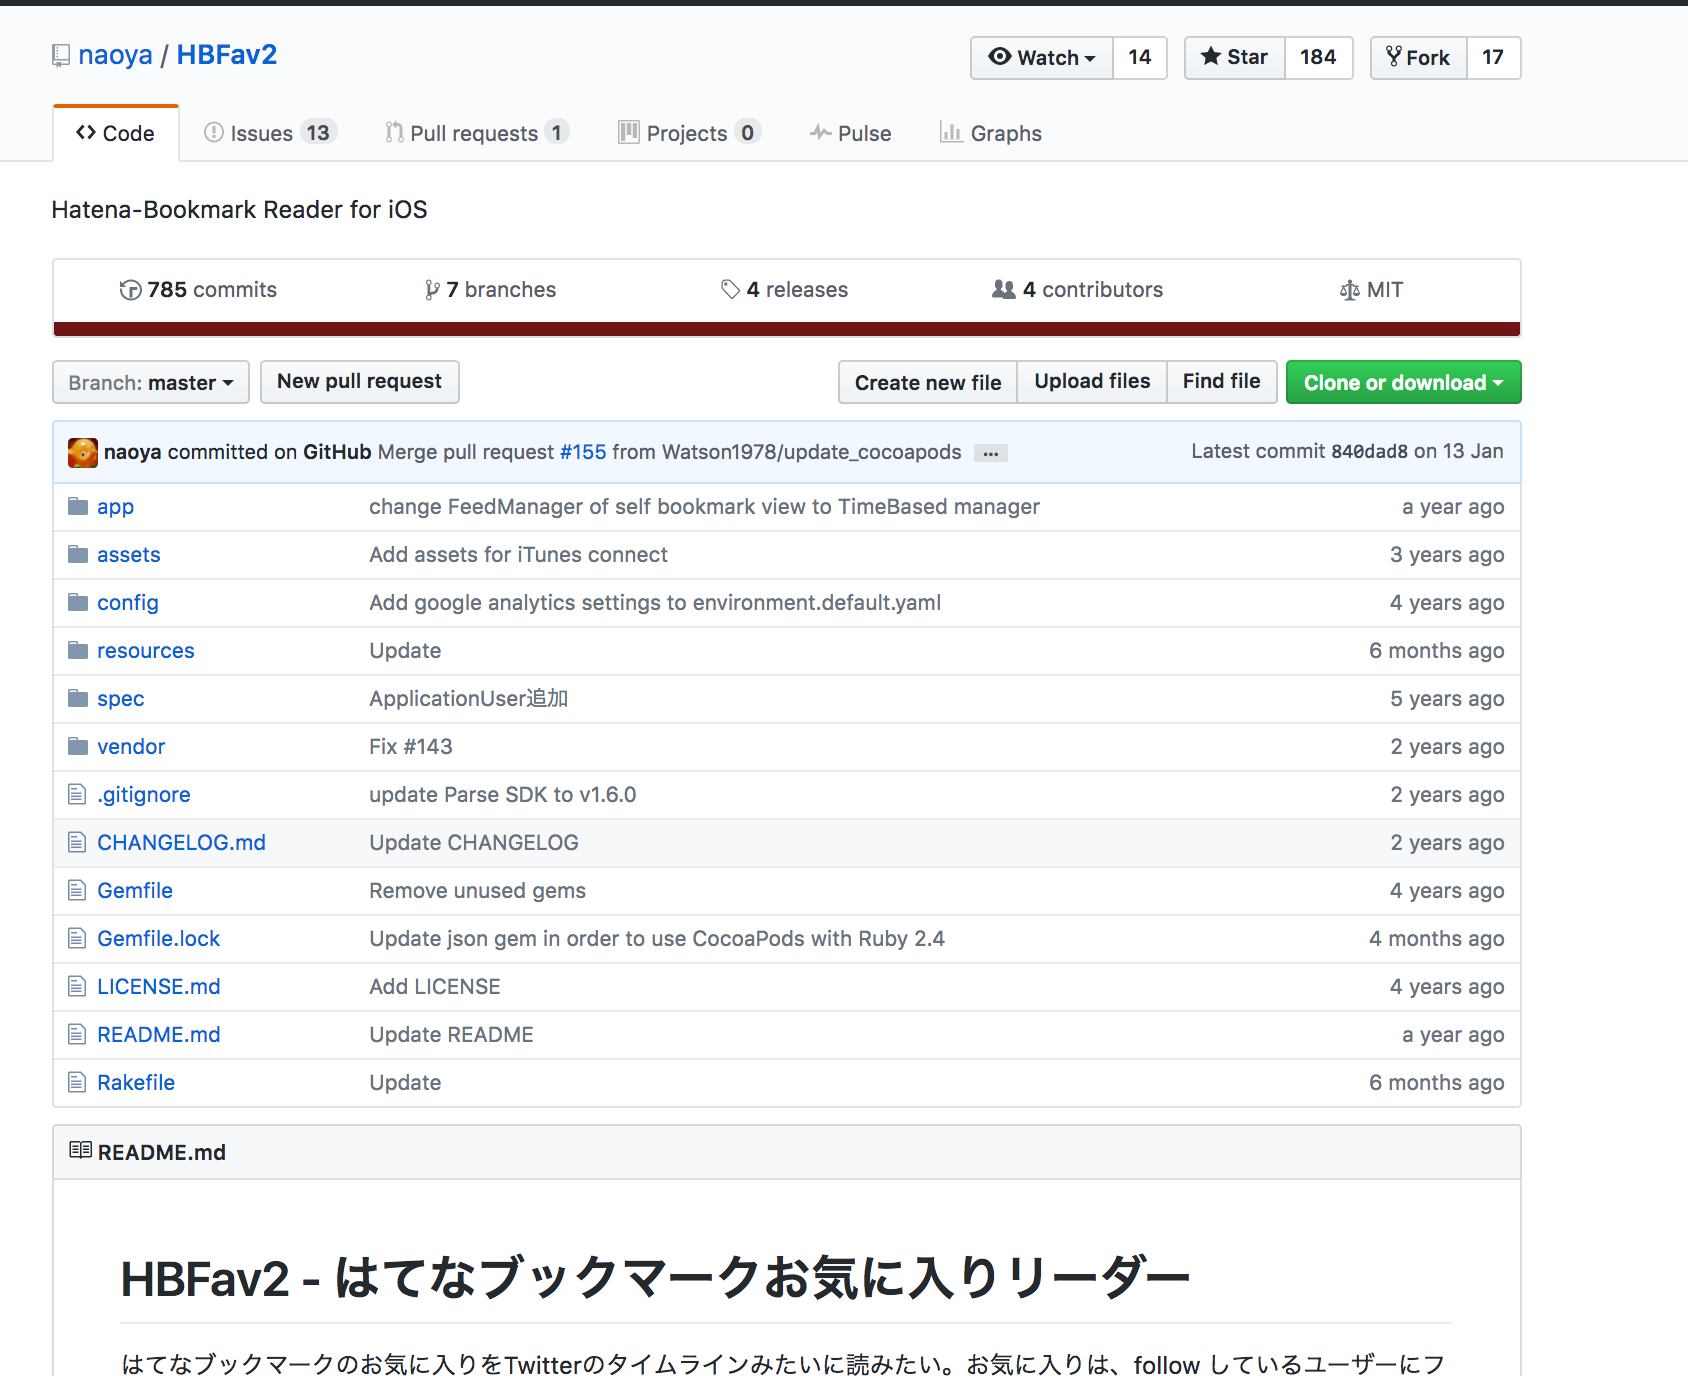 naoya / HBFav2
Watch 14 Star 184 Fork 17
Code Issues 13 Pull requests 1 Projects 0 Pulse Graphs
Hatena-Bookmark Reader for iOS
785 commits 7 branches 4 releases 4 contributors MIT
Branch: master New pull request Create new file Upload files Find file Clone or download
naoya committed on GitHub Merge pull request #155 from Watson1978/update_cocoapods … Latest commit 840dad8 on 13 Jan
app change FeedManager of self bookmark view to TimeBased manager a year ago
assets Add assets for iTunes connect 3 years ago
config Add google analytics settings to environment.default.yaml 4 years ago
resources Update 6 months ago
spec ApplicationUser追加 5 years ago
vendor Fix #143 2 years ago
.gitignore update Parse SDK to v1.6.0 2 years ago
CHANGELOG.md Update CHANGELOG 2 years ago
Gemfile Remove unused gems 4 years ago
Gemfile.lock Update json gem in order to use CocoaPods with Ruby 2.4 4 months ago
LICENSE.md Add LICENSE 4 years ago
README.md Update README a year ago
Rakefile Update 6 months ago
README.md
HBFav2 - はてなブックマークお気に入りリーダー
はてなブックマークのお気に入りをTwitterのタイムラインみたいに読みたい。お気に入りは、follow しているユーザーにフ